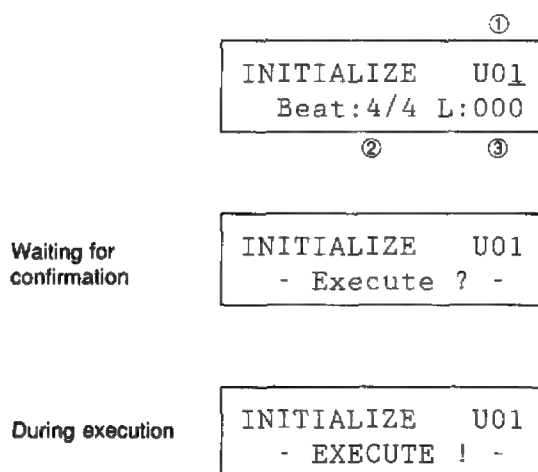 ①
INITIALIZE U01
Beat:4/4 L:000
② ③
Waiting for
confirmation
INITIALIZE U01
- Execute ? -
During execution
INITIALIZE U01
- EXECUTE ! -